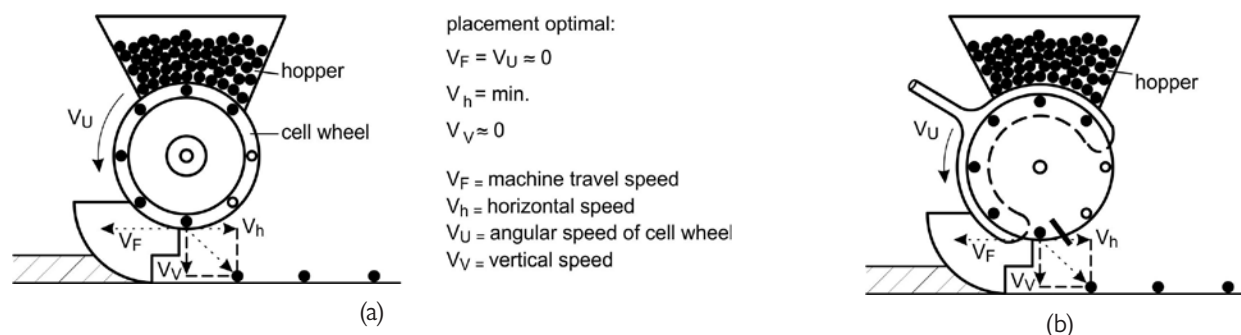 hopper
V_U
cell wheel
V_F
V_h
V_V
(a)
placement optimal:
V_F = V_U ≈ 0
V_h = min.
V_V ≈ 0
V_F = machine travel speed
V_h = horizontal speed
V_U = angular speed of cell wheel
V_V = vertical speed
hopper
V_U
V_F
V_h
V_V
(b)